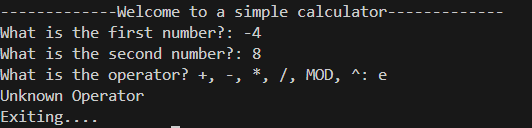 -------------Welcome to a simple calculator-------------
What is the first number?: -4
What is the second number?: 8
What is the operator? +, -, *, /, MOD, ^: e
Unknown Operator
Exiting....